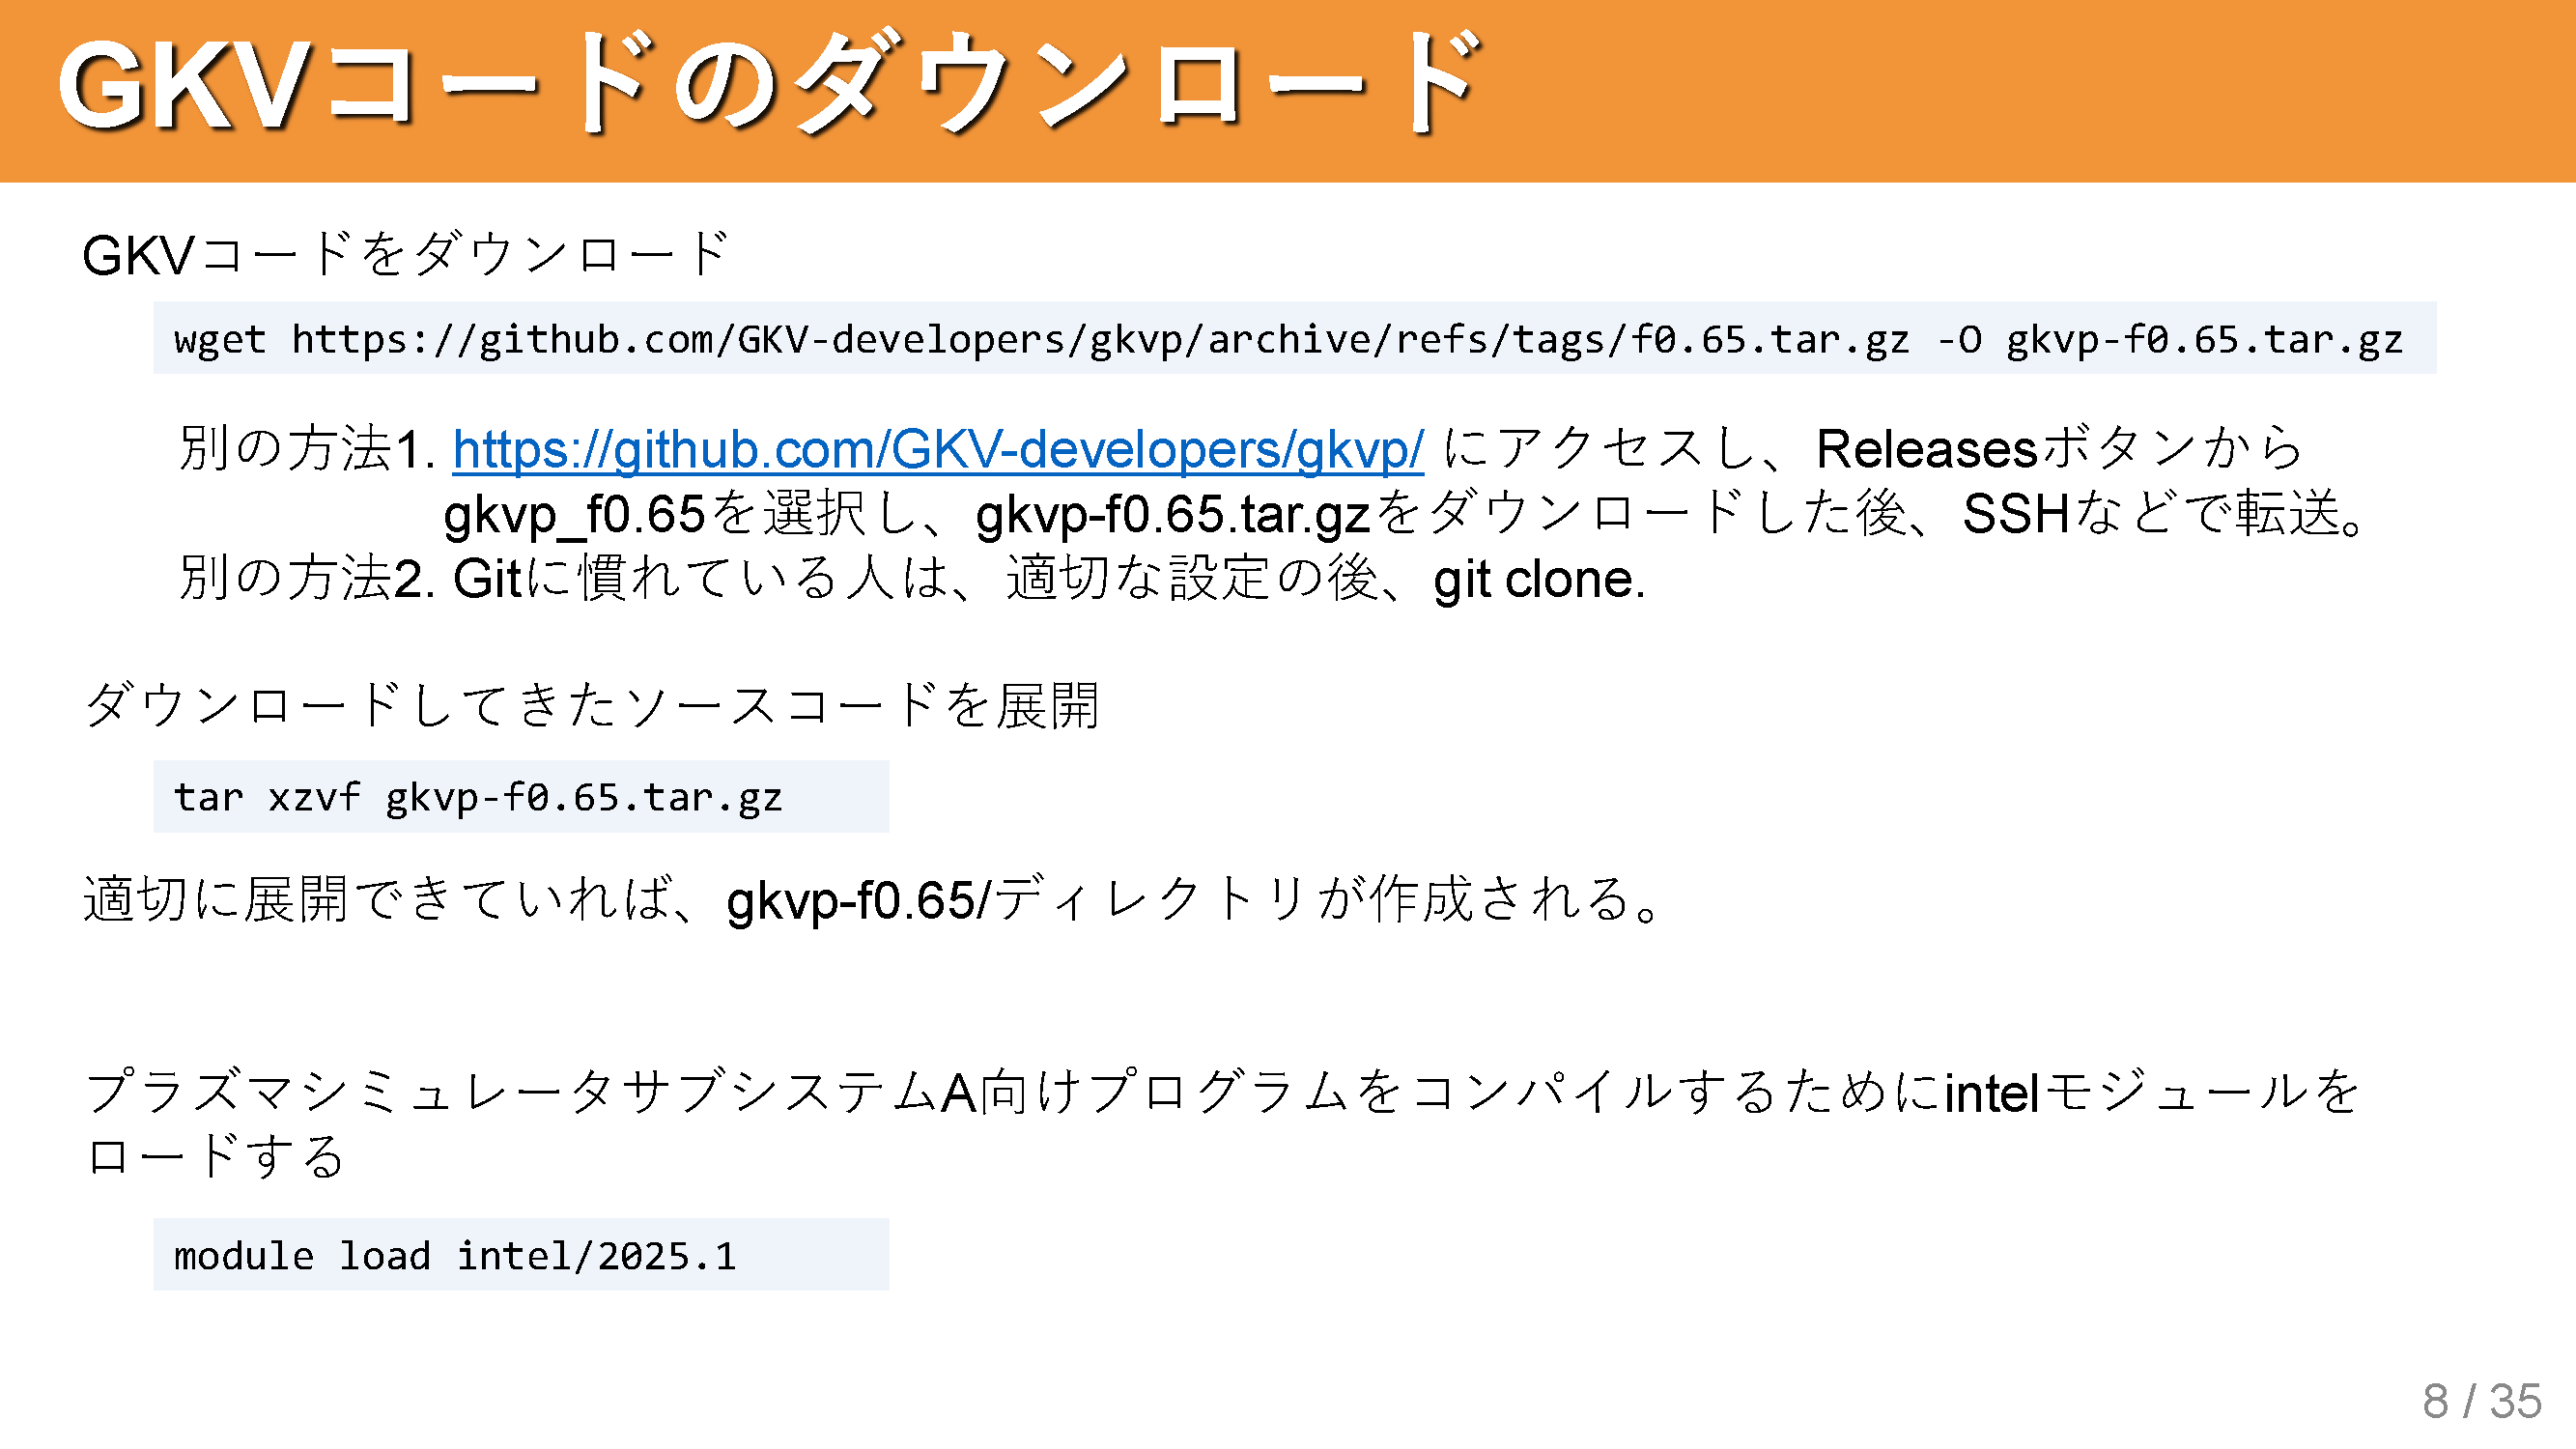 GKVコードのダウンロード
GKVコードをダウンロード
wget https://github.com/GKV-developers/gkvp/archive/refs/tags/f0.65.tar.gz -O gkvp-f0.65.tar.gz
別の方法1. https://github.com/GKV-developers/gkvp/ にアクセスし、Releasesボタンから
gkvp_f0.65を選択し、gkvp-f0.65.tar.gzをダウンロードした後、SSHなどで転送。
別の方法2. Gitに慣れている人は、適切な設定の後、git clone.
ダウンロードしてきたソースコードを展開
tar xzvf gkvp-f0.65.tar.gz
適切に展開できていれば、gkvp-f0.65/ディレクトリが作成される。
プラズマシミュレータサブシステムA向けプログラムをコンパイルするためにintelモジュールを
ロードする
module load intel/2025.1
8 / 35